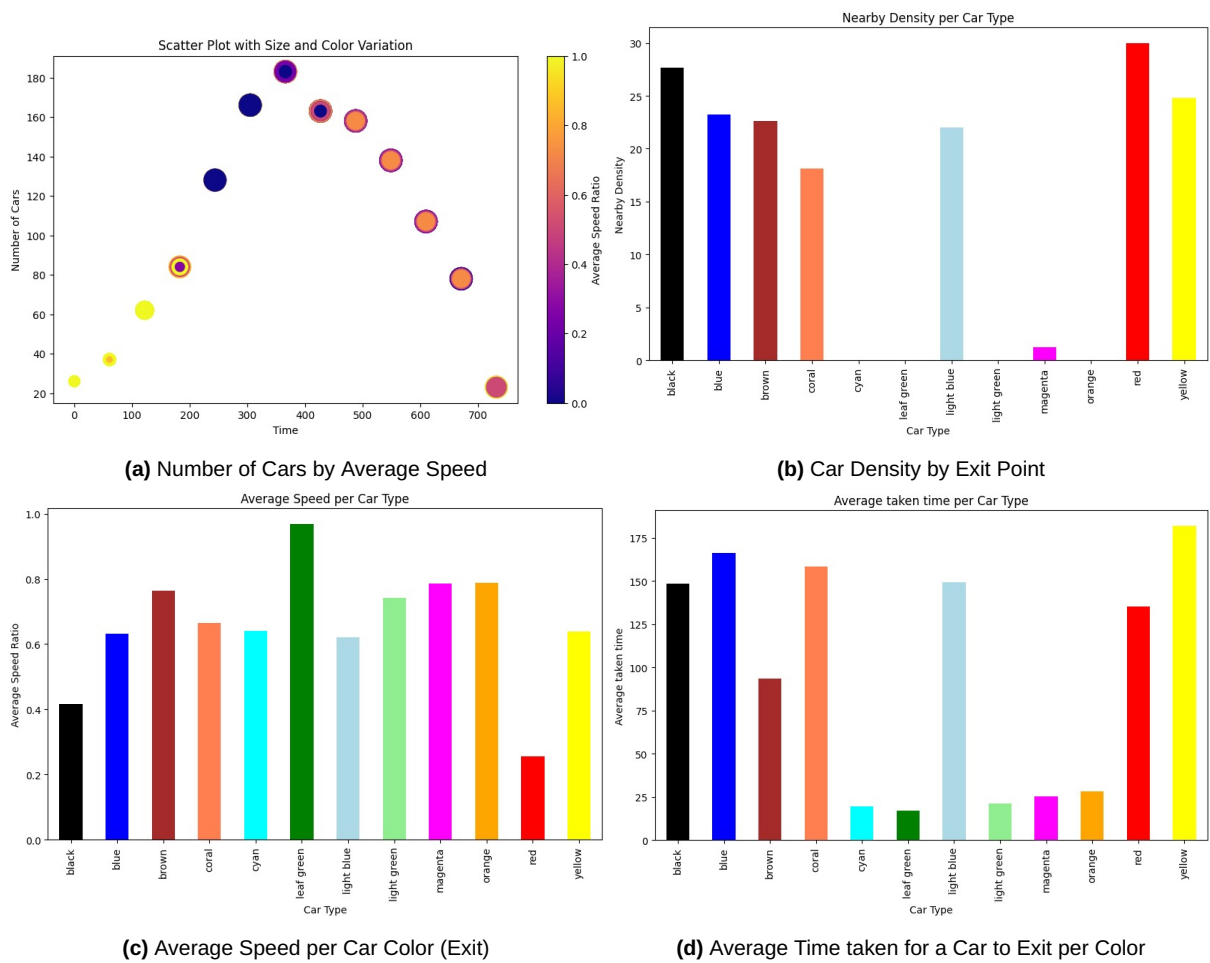 Scatter Plot with Size and Color Variation
180
160
140
120
100
80
60
40
20
Number of Cars
0 100 200 300 400 500 600 700
Time
1.0
0.8
0.6
0.4
0.2
0.0
Average Speed Ratio
(a) Number of Cars by Average Speed
Nearby Density per Car Type
30
25
20
15
10
5
0
Nearby Density
black
blue
brown
coral
cyan
leaf green
light blue
light green
magenta
orange
red
yellow
Car Type
(b) Car Density by Exit Point
Average Speed per Car Type
1.0
0.8
0.6
0.4
0.2
0.0
Average Speed Ratio
black
blue
brown
coral
cyan
leaf green
light blue
light green
magenta
orange
red
yellow
Car Type
(c) Average Speed per Car Color (Exit)
Average taken time per Car Type
175
150
125
100
75
50
25
0
Average taken time
black
blue
brown
coral
cyan
leaf green
light blue
light green
magenta
orange
red
yellow
Car Type
(d) Average Time taken for a Car to Exit per Color